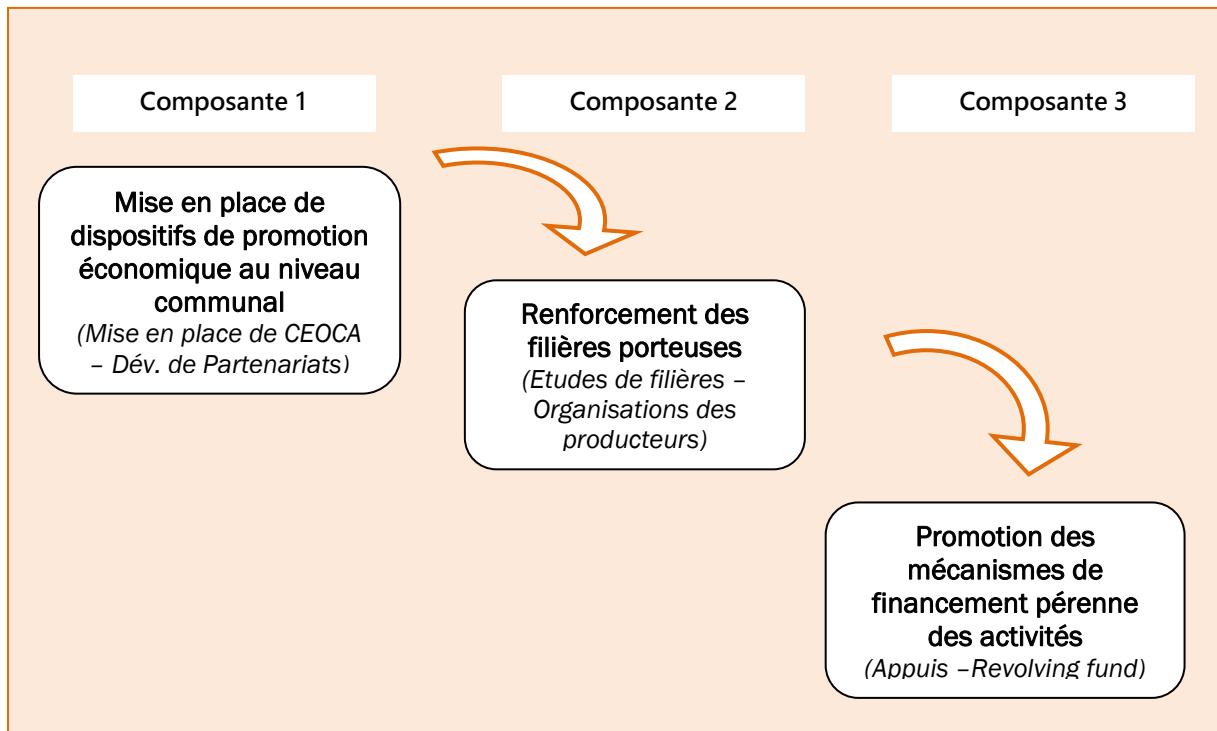 Composante 1
Composante 2
Composante 3
Mise en place de
dispositifs de promotion
économique au niveau
communal
(Mise en place de CEOCA
– Dév. de Partenariats)
Renforcement des
filières porteuses
(Etudes de filières –
Organisations des
producteurs)
Promotion des
mécanismes de
financement pérenne
des activités
(Appuis –Revolving fund)